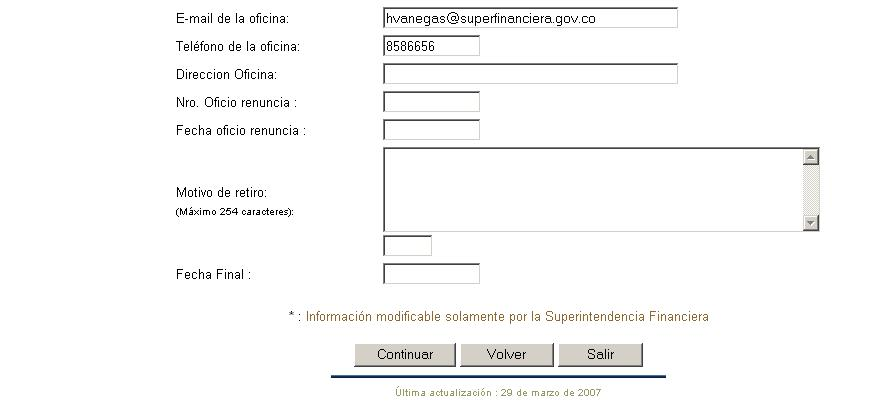 E-mail de la oficina: hvanegas@superfinanciera.gov.co
Teléfono de la oficina: 8586656
Direccion Oficina:
Nro. Oficio renuncia :
Fecha oficio renuncia :
Motivo de retiro:
(Máximo 254 caracteres):
Fecha Final :
* : Información modificable solamente por la Superintendencia Financiera
Continuar Volver Salir
Última actualización : 29 de marzo de 2007